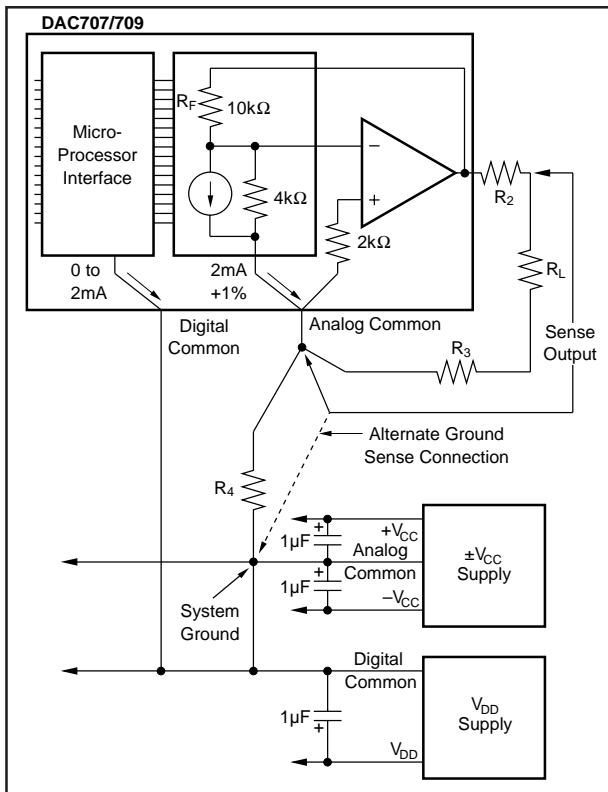 DAC707/709
Micro-
Processor
Interface
RF
10kΩ
4kΩ
2kΩ
−
+
R2
RL
0 to
2mA
2mA
+1%
Digital
Common
Analog Common
R3
Sense
Output
Alternate Ground
Sense Connection
R4
System
Ground
+
1µF
+
1µF
+VCC
Analog
Common
−VCC
±VCC
Supply
Digital
Common
1µF
+
VDD
VDD
Supply